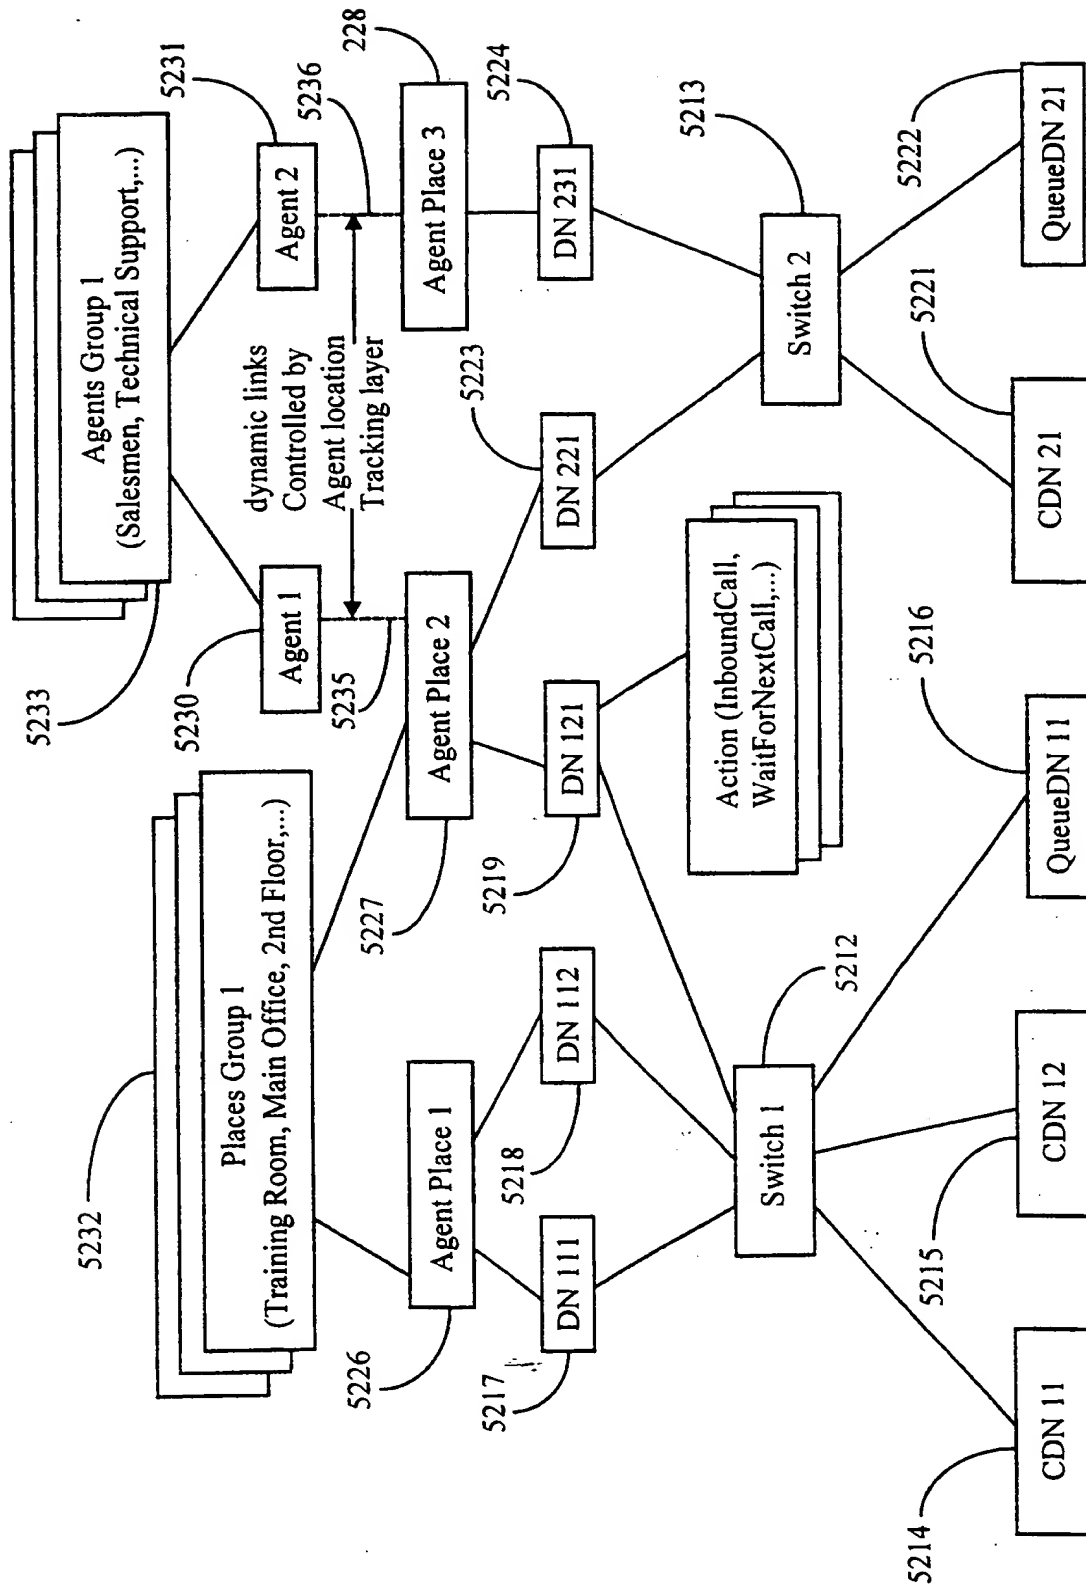 5233
Agents Group 1
(Salesmen, Technical Support,...)
5232
Places Group 1
(Training Room, Main Office, 2nd Floor,...)
5230
Agent 1
5231
Agent 2
5235
dynamic links
Controlled by
Agent location
Tracking layer
5236
228
5226
Agent Place 1
5227
Agent Place 2
Agent Place 3
5217
DN 111
5218
DN 112
5219
DN 121
5223
DN 221
5224
DN 231
Action (InboundCall,
WaitForNextCall,...)
Switch 1
5212
Switch 2
5213
5214
CDN 11
5215
CDN 12
5216
QueueDN 11
5221
CDN 21
5222
QueueDN 21